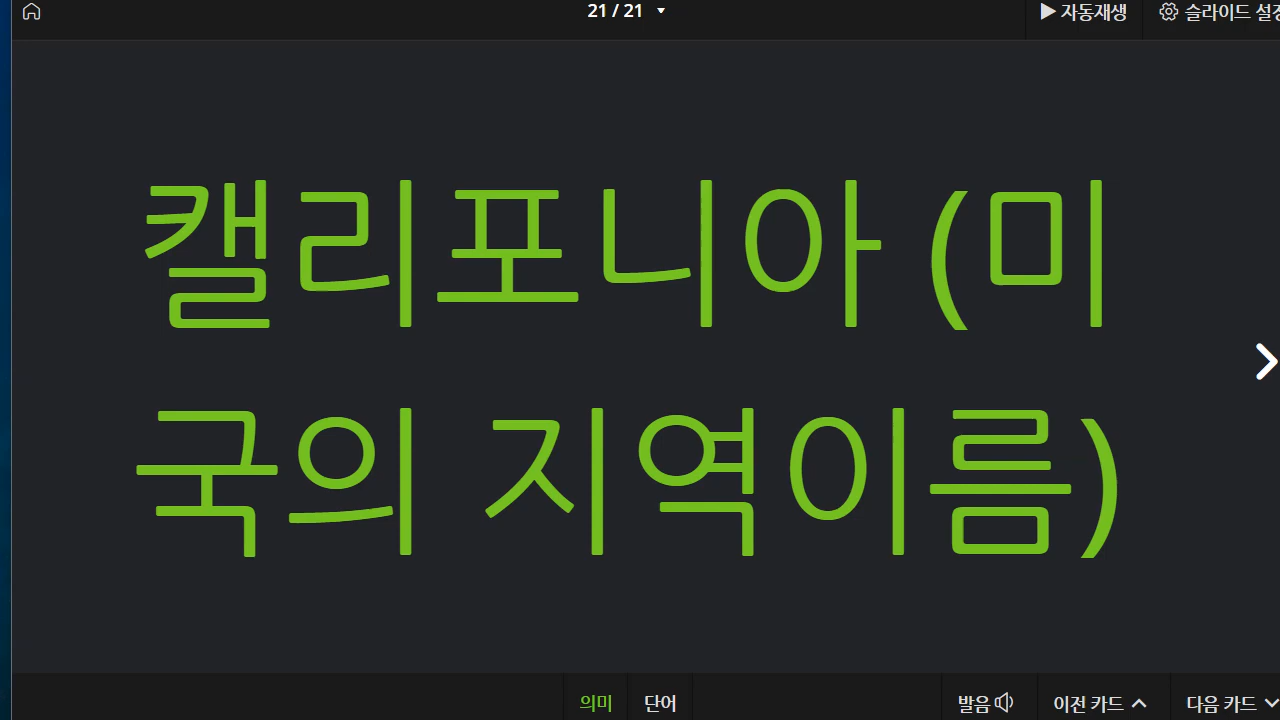 21 / 21
자동재생
슬라이드 설정
캘리포니아 (미
국의 지역이름)
의미
단어
발음
이전 카드
다음 카드